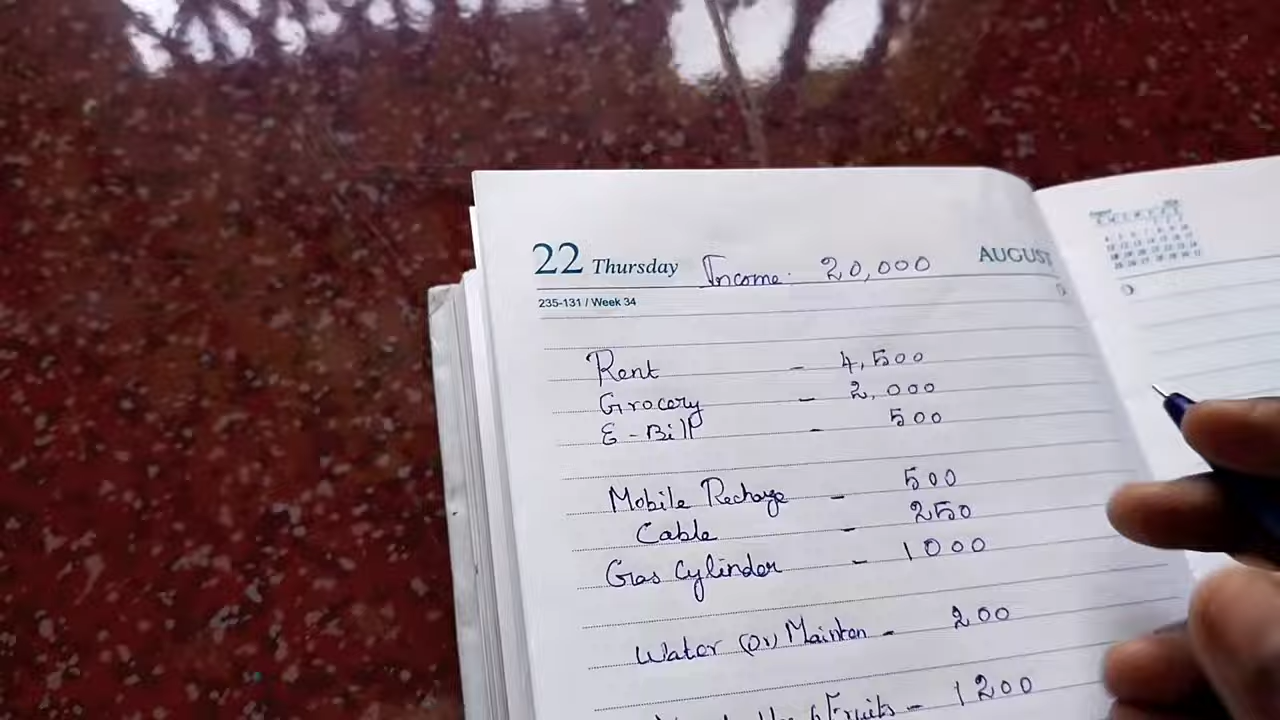 22 Thursday Income: 20,000 AUGUST
235-131 / Week 34
Rent - 4,500
Grocery - 2,000
E-Bill - 500
Mobile Recharge - 500
Cable - 250
Gas Cylinder - 1000
Water (Or) Mainten - 200
Fruits - 1200